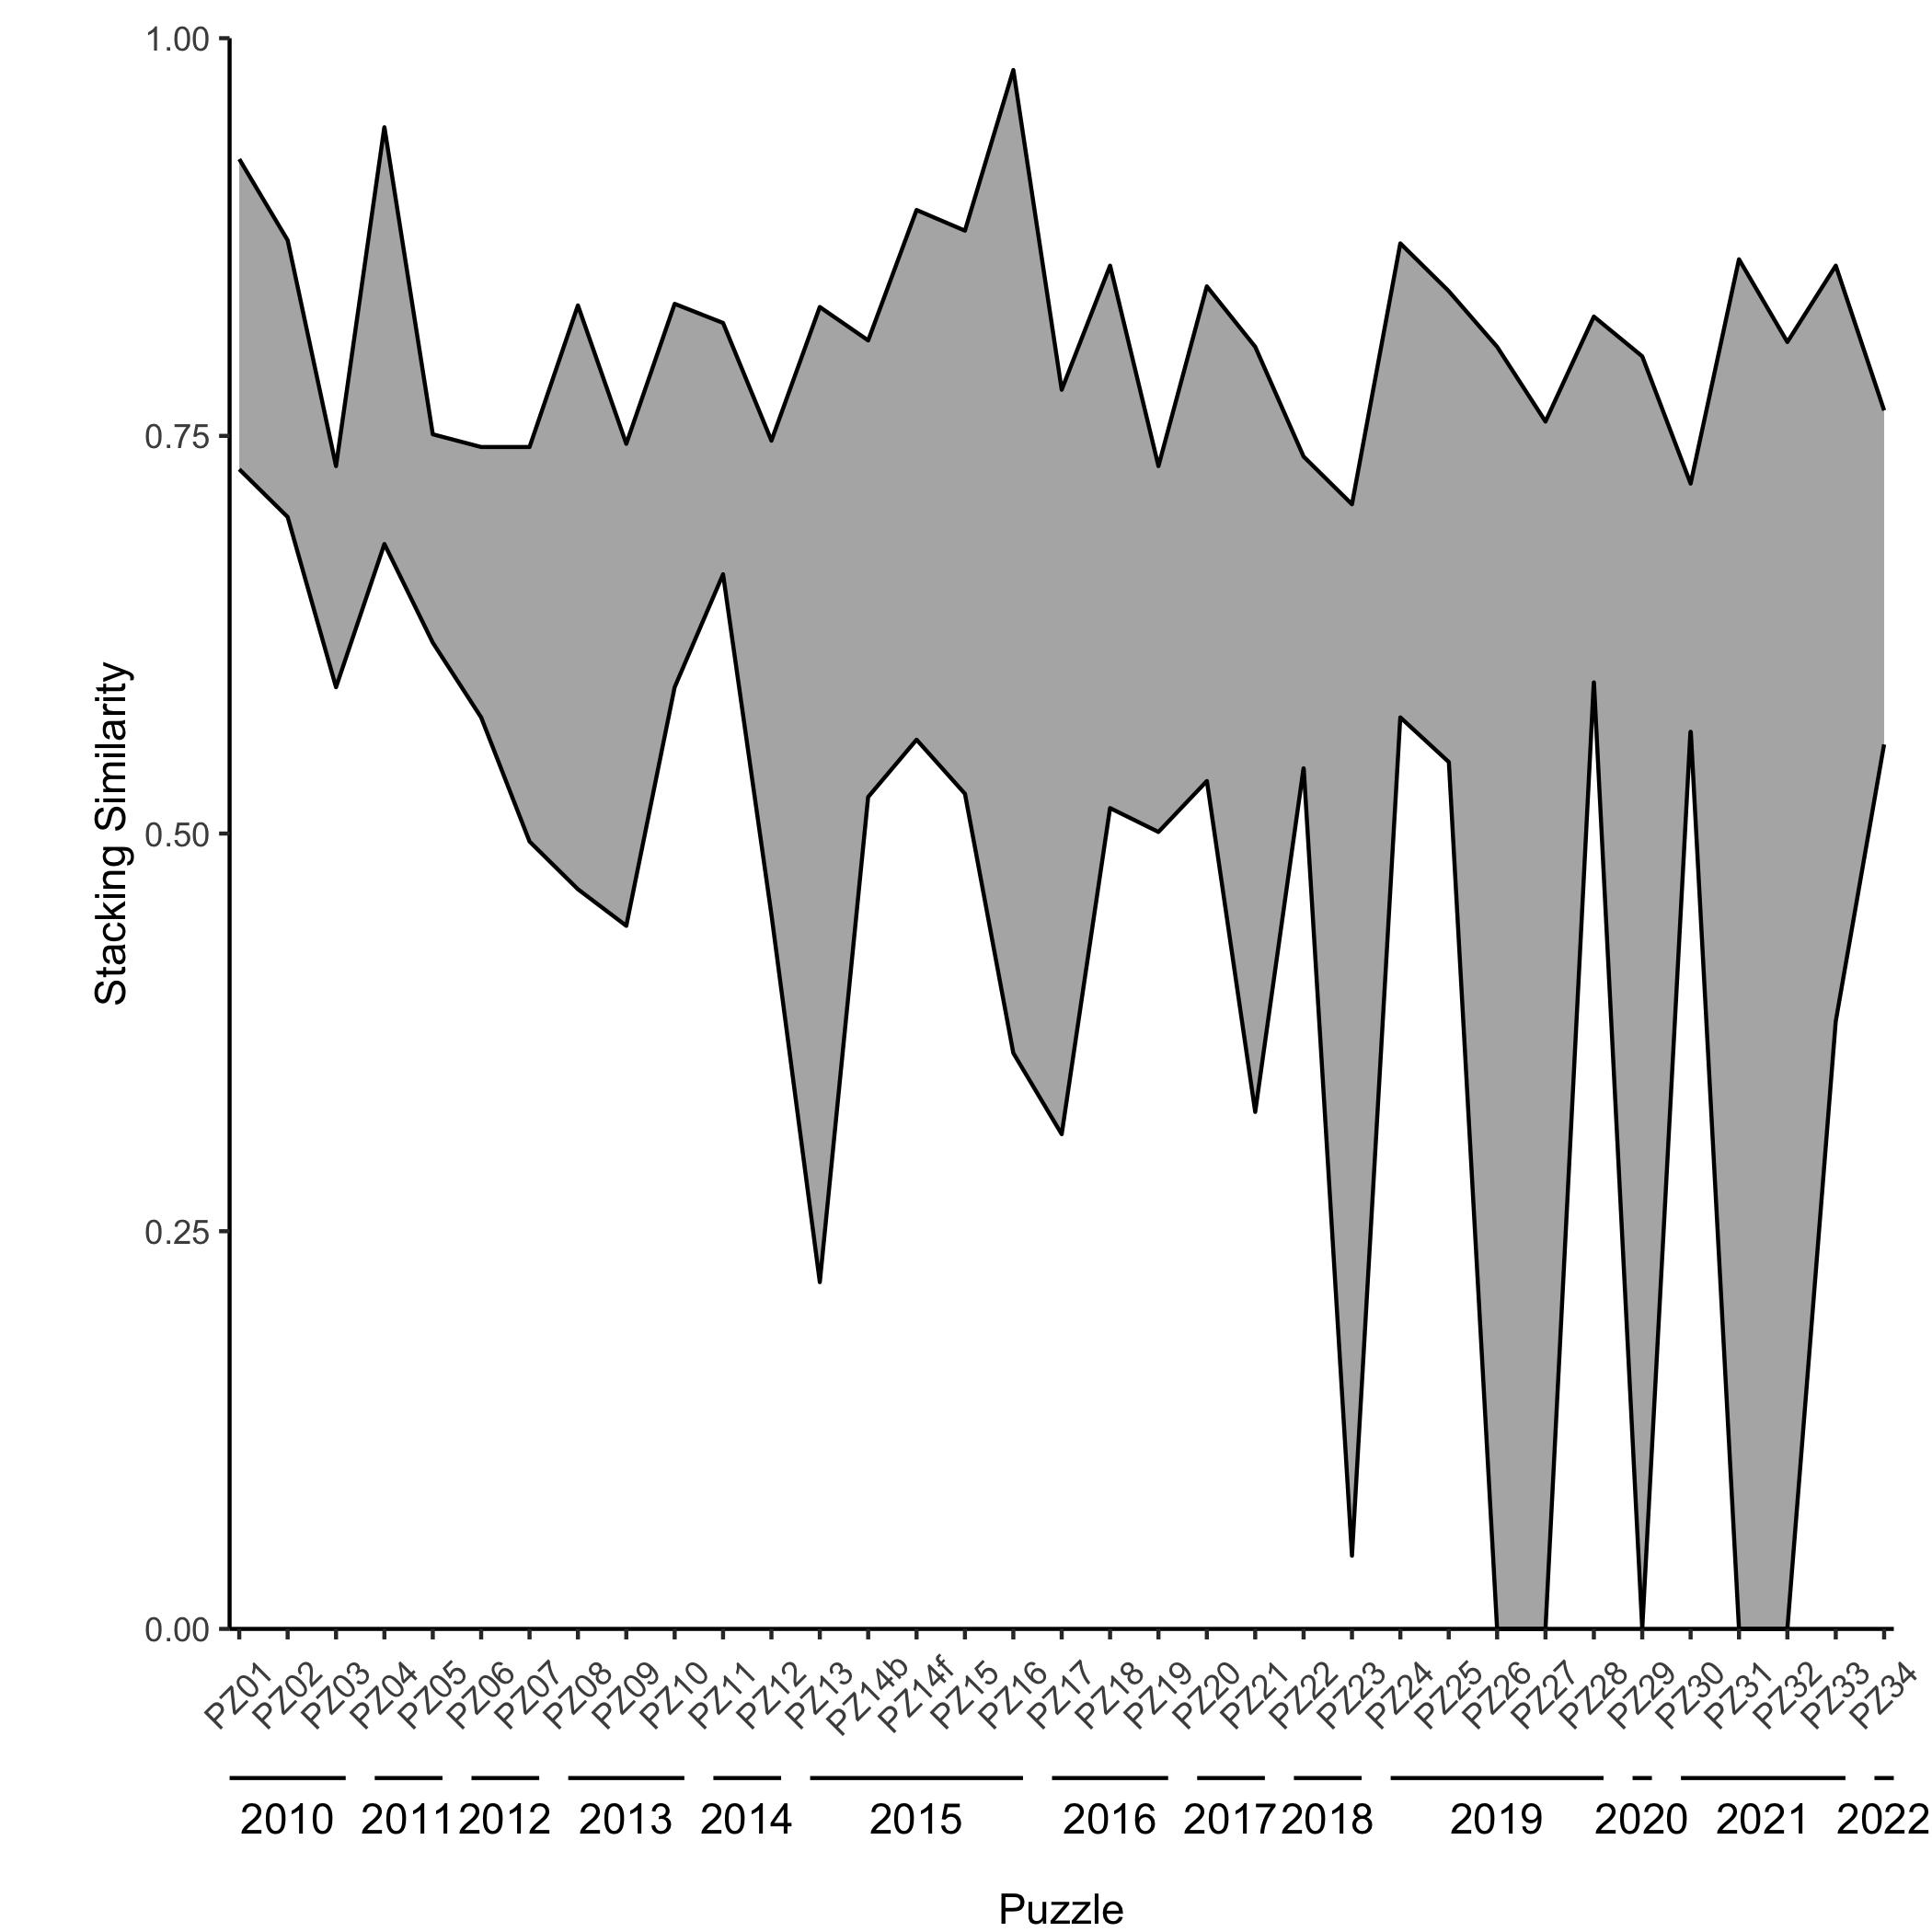 1.00
0.75
0.50
0.25
0.00
Stacking Similarity
PZ01 PZ02 PZ03 PZ04 PZ05 PZ06 PZ07 PZ08 PZ09 PZ10 PZ11 PZ12 PZ13 PZ14b PZ14f PZ15 PZ16 PZ17 PZ18 PZ19 PZ20 PZ21 PZ22 PZ23 PZ24 PZ25 PZ26 PZ27 PZ28 PZ29 PZ30 PZ31 PZ32 PZ33 PZ34
2010 2011 2012 2013 2014 2015 2016 2017 2018 2019 2020 2021 2022
Puzzle